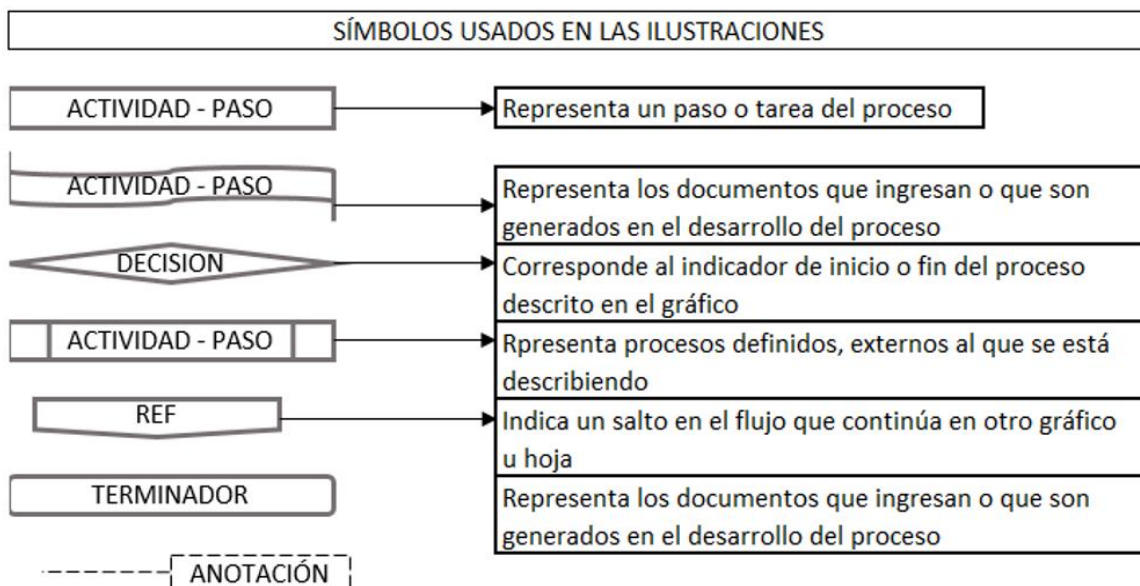 SÍMBOLOS USADOS EN LAS ILUSTRACIONES
ACTIVIDAD - PASO
Representa un paso o tarea del proceso
ACTIVIDAD - PASO
Representa los documentos que ingresan o que son
generados en el desarrollo del proceso
DECISION
Corresponde al indicador de inicio o fin del proceso
descrito en el gráfico
ACTIVIDAD - PASO
Rpresenta procesos definidos, externos al que se está
describiendo
REF
Indica un salto en el flujo que continúa en otro gráfico
u hoja
TERMINADOR
Representa los documentos que ingresan o que son
generados en el desarrollo del proceso
ANOTACIÓN